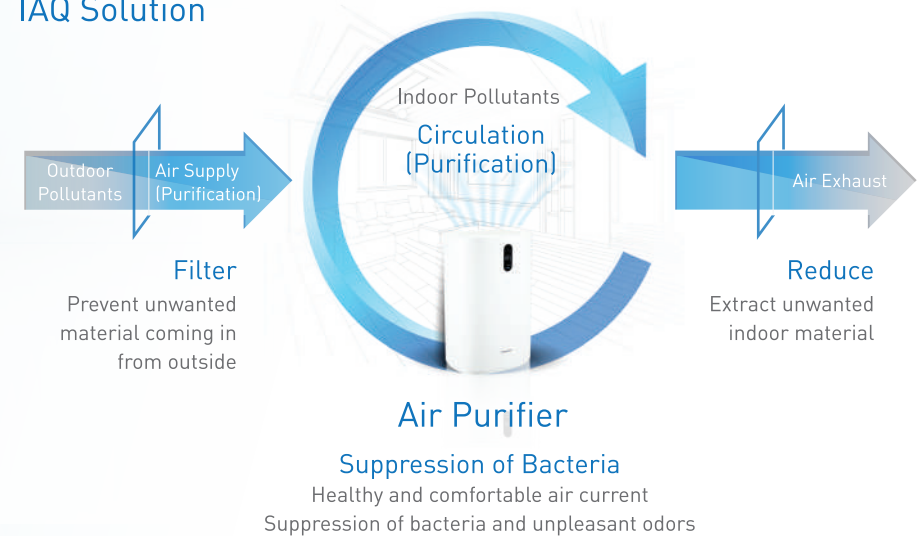 IAQ Solution
Indoor Pollutants
Circulation
(Purification)
Outdoor
Pollutants
Air Supply
(Purification)
Air Exhaust
Filter
Prevent unwanted
material coming in
from outside
Reduce
Extract unwanted
indoor material
Air Purifier
Suppression of Bacteria
Healthy and comfortable air current
Suppression of bacteria and unpleasant odors